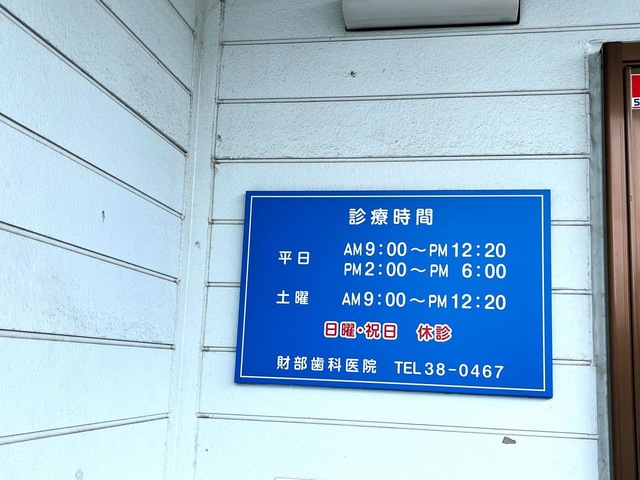 診療時間
平日 AM 9:00～PM 12:20
PM 2:00～PM 6:00
土曜 AM 9:00～PM 12:20
日曜・祝日 休診
財部歯科医院 TEL 38-0467